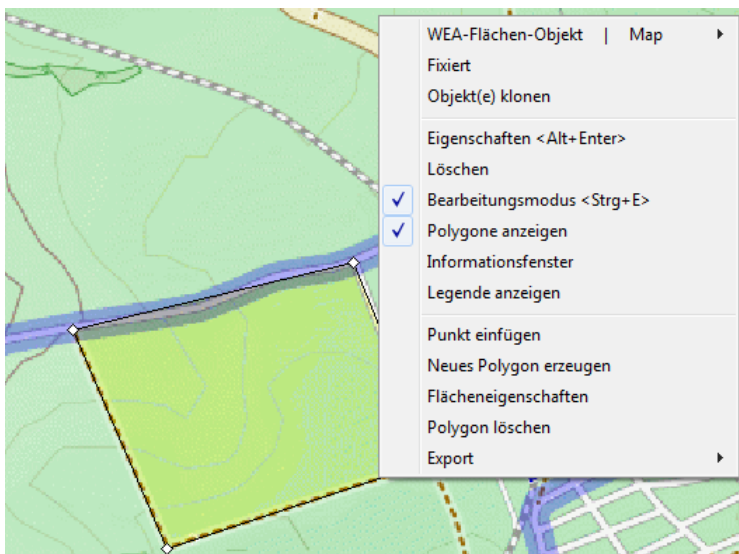 WEA-Flächen-Objekt | Map
Fixiert
Objekt(e) klonen
Eigenschaften <Alt+Enter>
Löschen
Bearbeitungsmodus <Strg+E>
Polygone anzeigen
Informationsfenster
Legende anzeigen
Punkt einfügen
Neues Polygon erzeugen
Flächeneigenschaften
Polygon löschen
Export